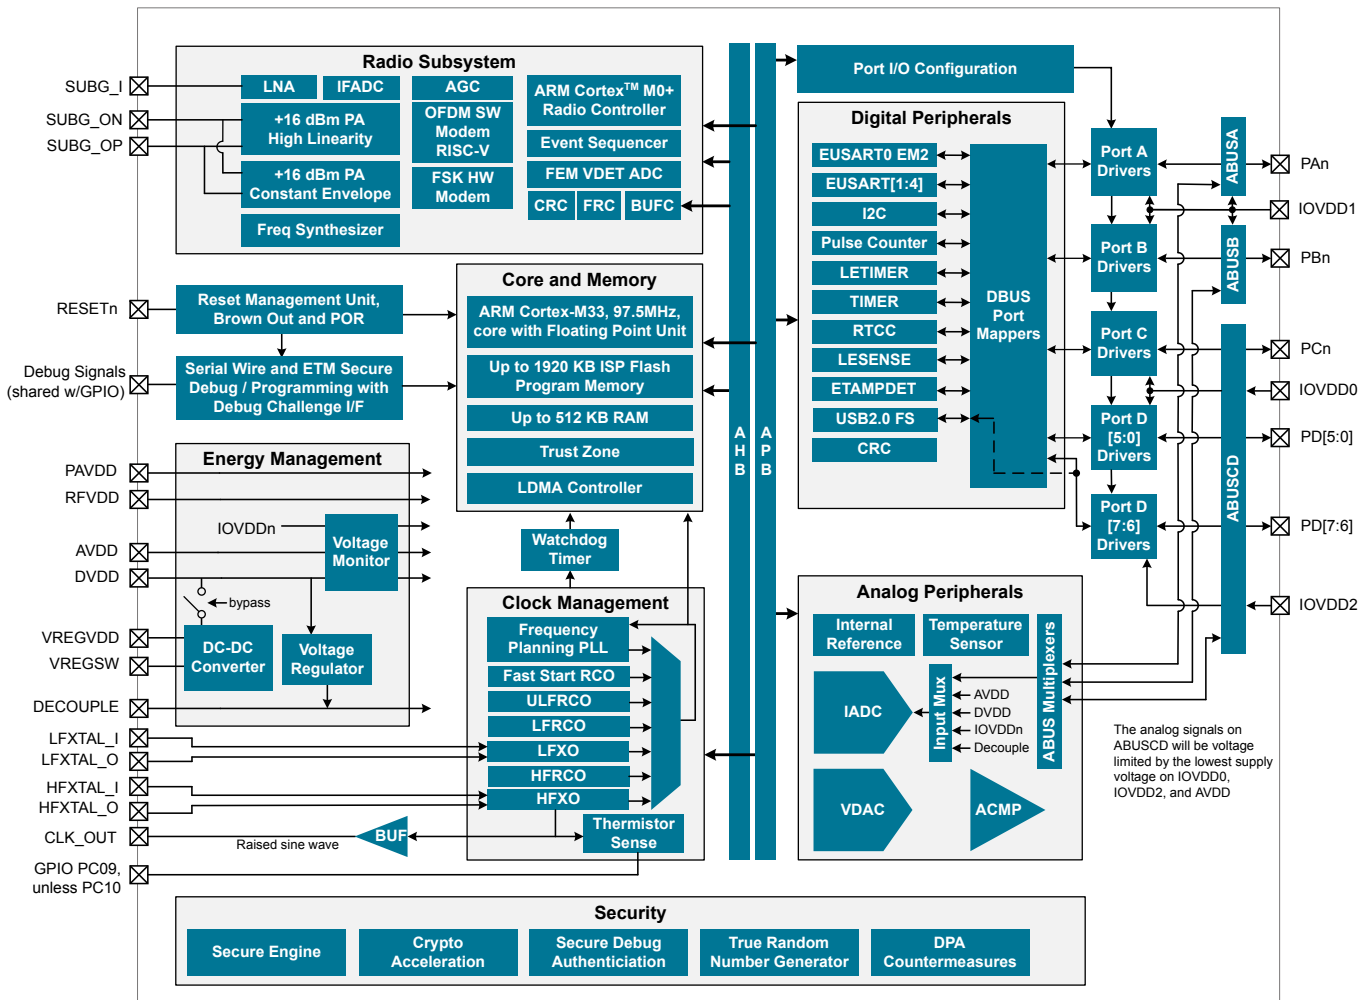 Radio Subsystem
SUBG_I
SUBG_ON
SUBG_OP
LNA
IFADC
+16 dBm PA
High Linearity
+16 dBm PA
Constant Envelope
Freq Synthesizer
AGC
OFDM SW
Modem
RISC-V
FSK HW
Modem
ARM Cortex™ M0+
Radio Controller
Event Sequencer
FEM VDET ADC
CRC
FRC
BUFC
RESETn
Reset Management Unit,
Brown Out and POR
Debug Signals
(shared w/GPIO)
Serial Wire and ETM Secure
Debug / Programming with
Debug Challenge I/F
Core and Memory
ARM Cortex-M33, 97.5MHz,
core with Floating Point Unit
Up to 1920 KB ISP Flash
Program Memory
Up to 512 KB RAM
Trust Zone
LDMA Controller
Watchdog
Timer
Energy Management
PAVDD
RFVDD
AVDD
DVDD
VREGVDD
VREGSW
DECOUPLE
IOVDDn
Voltage
Monitor
bypass
DC-DC
Converter
Voltage
Regulator
Clock Management
Frequency
Planning PLL
Fast Start RCO
ULFRCO
LFRCO
LFXO
HFRCO
HFXO
Thermistor
Sense
LFXTAL_I
LFXTAL_O
HFXTAL_I
HFXTAL_O
CLK_OUT
GPIO PC09,
unless PC10
Raised sine wave
BUF
AHB
APB
Port I/O Configuration
Digital Peripherals
EUSART0 EM2
EUSART[1:4]
I2C
Pulse Counter
LETIMER
TIMER
RTCC
LESENSE
ETAMPDET
USB2.0 FS
CRC
DBUS
Port
Mappers
Port A
Drivers
Port B
Drivers
Port C
Drivers
Port D
[5:0]
Drivers
Port D
[7:6]
Drivers
ABUSA
ABUSB
ABUSCD
PAn
IOVDD1
PBn
PCn
IOVDD0
PD[5:0]
PD[7:6]
IOVDD2
Analog Peripherals
Internal
Reference
Temperature
Sensor
IADC
Input Mux
AVDD
DVDD
IOVDDn
Decouple
ABUS Multiplexers
VDAC
ACMP
The analog signals on
ABUSCD will be voltage
limited by the lowest supply
voltage on IOVDD0,
IOVDD2, and AVDD
Security
Secure Engine
Crypto
Acceleration
Secure Debug
Authenticiation
True Random
Number Generator
DPA
Countermeasures